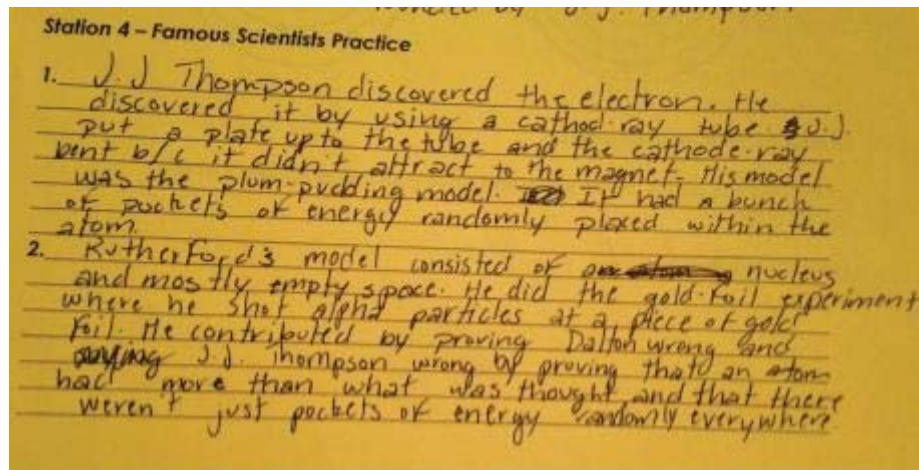 Station 4 – Famous Scientists Practice
1. J.J Thompson discovered the electron. He
discovered it by using a cathod-ray tube. J.J.
put a plate up to the tube and the cathode-ray
bent b/c it didn't attract to the magnet. His model
was the plum-pudding model. It had a bunch
of pockets of energy randomly placed within the
atom.
2. Rutherford's model consisted of nucleus
and mostly empty space. He did the gold-foil experiment
where he shot alpha particles at a piece of gold
foil. He contributed by proving Dalton wrong and
J.J. Thompson wrong by proving that an atom
had more than what was thought and that there
weren't just pockets of energy randomly everywhere